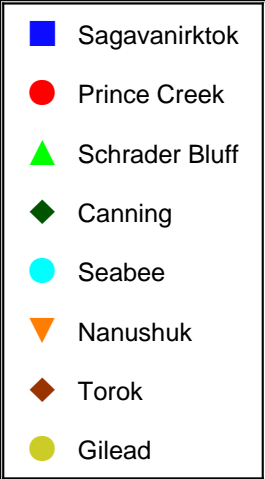 Sagavanirktok
Prince Creek
Schrader Bluff
Canning
Seabee
Nanushuk
Torok
Gilead